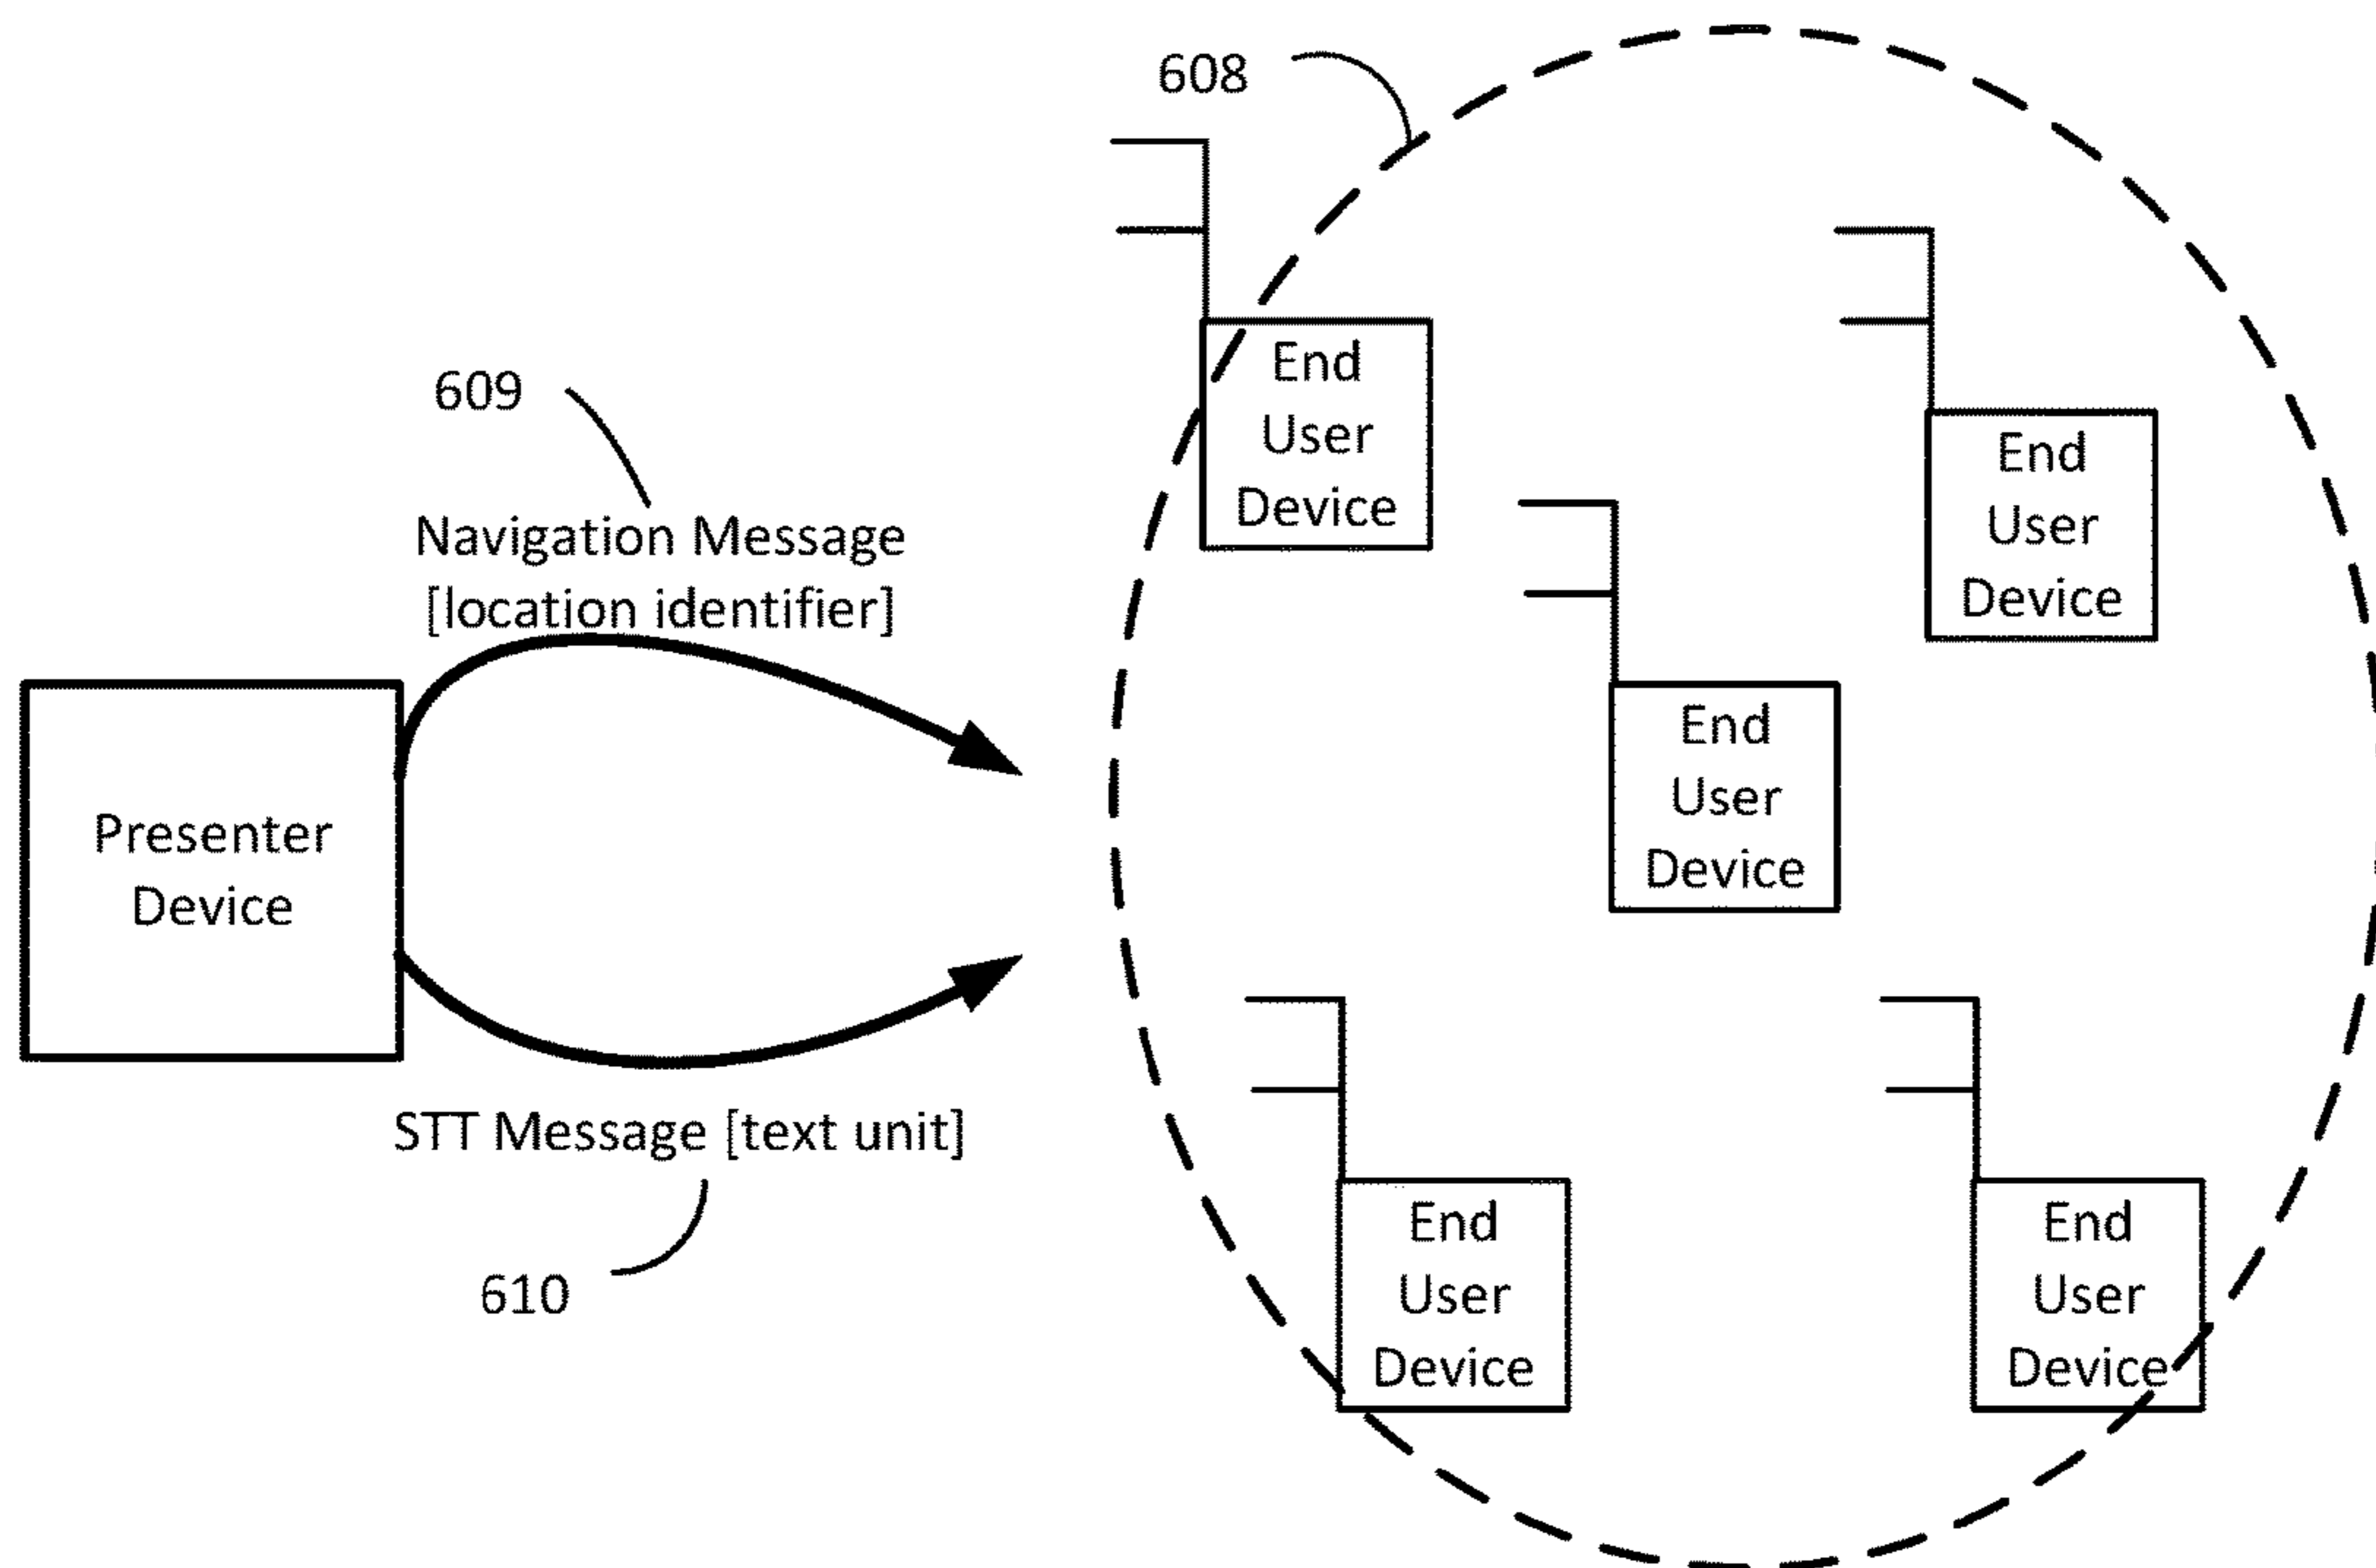 608
609
Navigation Message
[location identifier]
Presenter
Device
STT Message [text unit]
610
End
User
Device
End
User
Device
End
User
Device
End
User
Device
End
User
Device